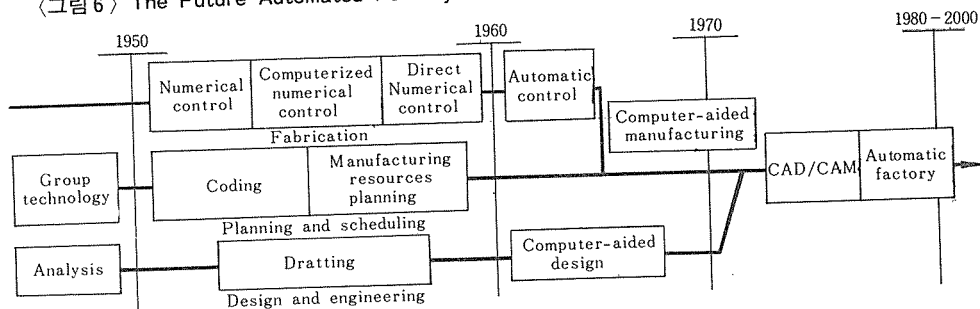 〈그림 6〉 The Future Automated
1950
1960
1970
1980-2000
Numerical
control
Computerized
numerical
control
Direct
Numerical
control
Automatic
control
Fabrication
Computer-aided
manufacturing
Group
technology
Coding
Manufacturing
resources
planning
CAD/CAM
Automatic
factory
Planning and scheduling
Analysis
Dratting
Computer-aided
design
Design and engineering